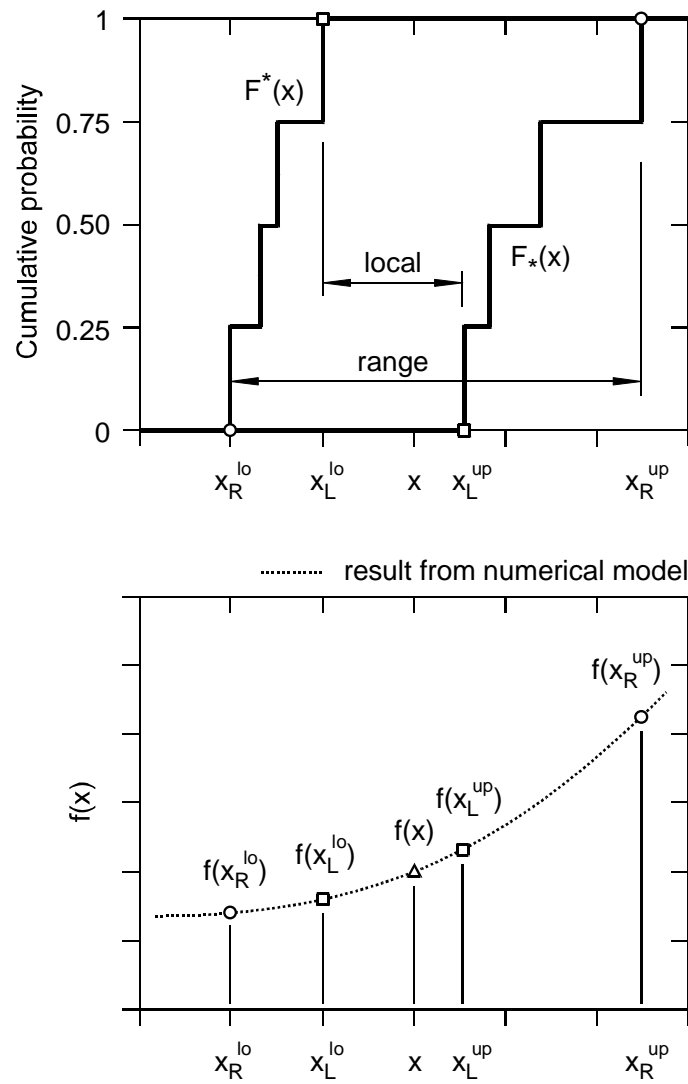 1
F*(x)
0.75
Cumulative probability
0.50
local
F*(x)
0.25
range
0
x_R^lo x_L^lo x x_L^up x_R^up
result from numerical model
f(x_R^up)
f(x)
f(x_L^up)
f(x)
f(x_L^lo)
f(x_R^lo)
x_R^lo x_L^lo x x_L^up x_R^up